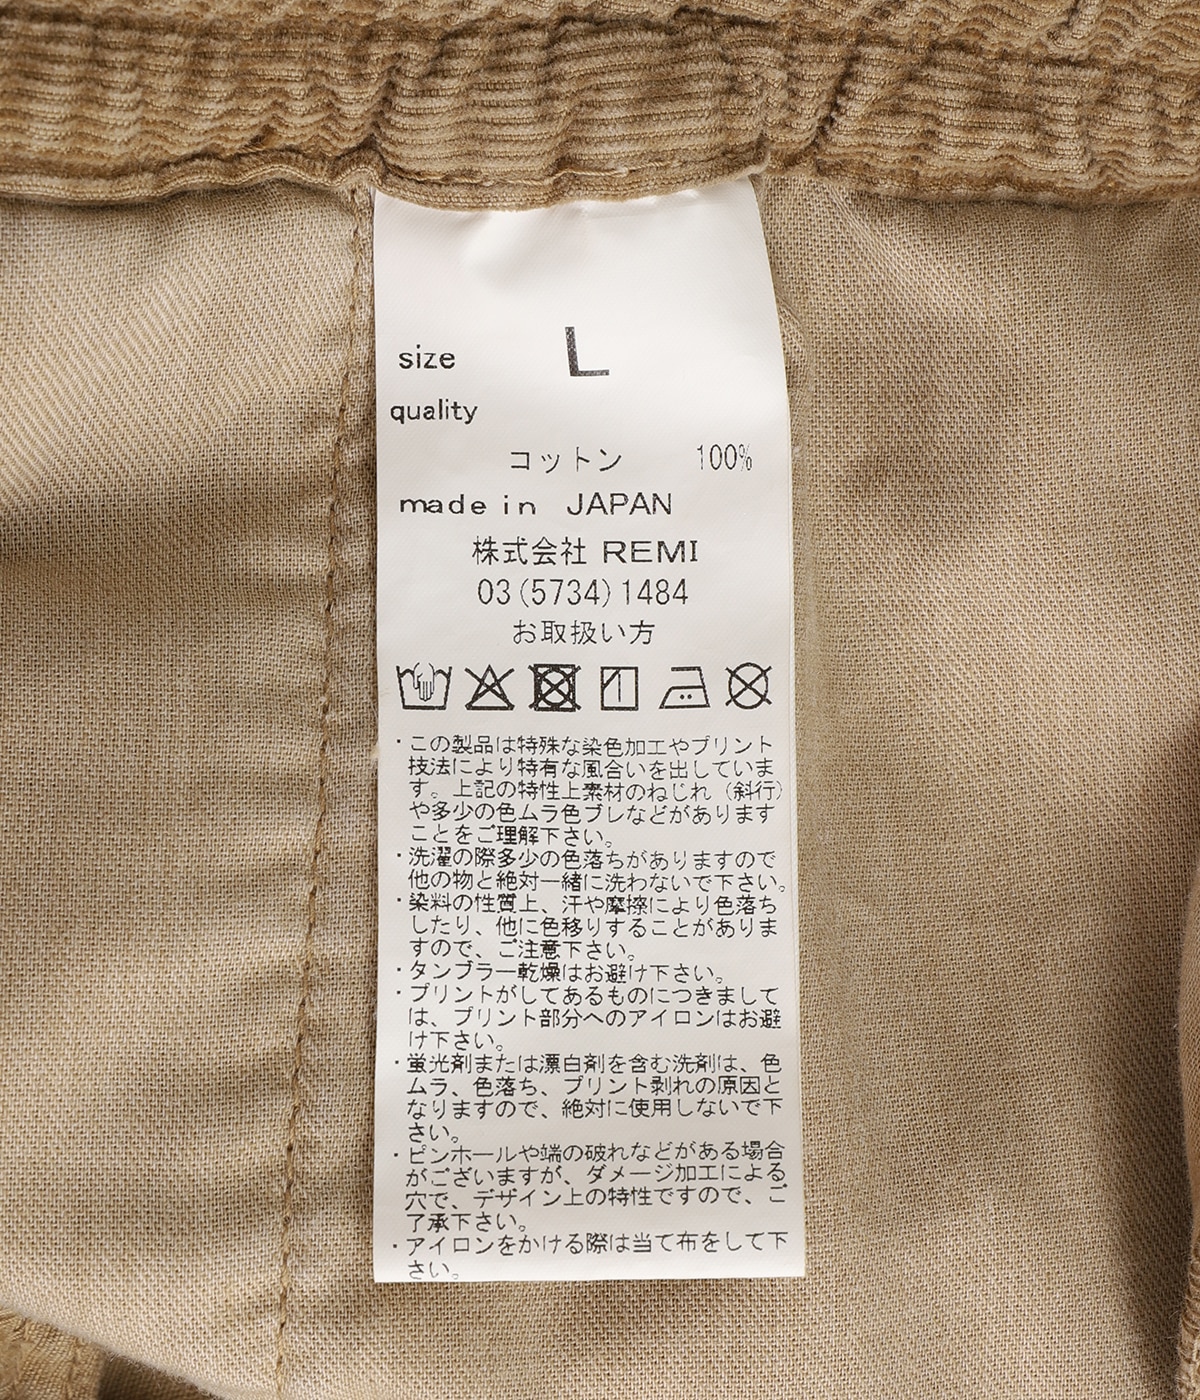 size L
quality
コットン 100%
made in JAPAN
株式会社 REMI
03(5734)1484
お取扱い方
・この製品は特殊な染色加工やプリント
技法により特有な風合いを出していま
す。上記の特性上素材のねじれ（斜行）
や多少の色ムラ色ブレなどがあります
ことをご理解下さい。
・洗濯の際多少の色落ちがありますので
他の物と絶対一緒に洗わないで下さい。
・染料の性質上、汗や摩擦により色落ち
したり、他に色移りすることがありま
すので、ご注意下さい。
・タンブラー乾燥はお避け下さい。
・プリントがしてあるものにつきまして
は、プリント部分へのアイロンはお避
け下さい。
・蛍光剤または漂白剤を含む洗剤は、色
ムラ、色落ち、プリント剥れの原因と
なりますので、絶対に使用しないで下
さい。
・ピンホールや端の破れなどがある場合
がございますが、ダメージ加工による
穴で、デザイン上の特性ですので、ご
了承下さい。
・アイロンをかける際は当て布をして下
さい。